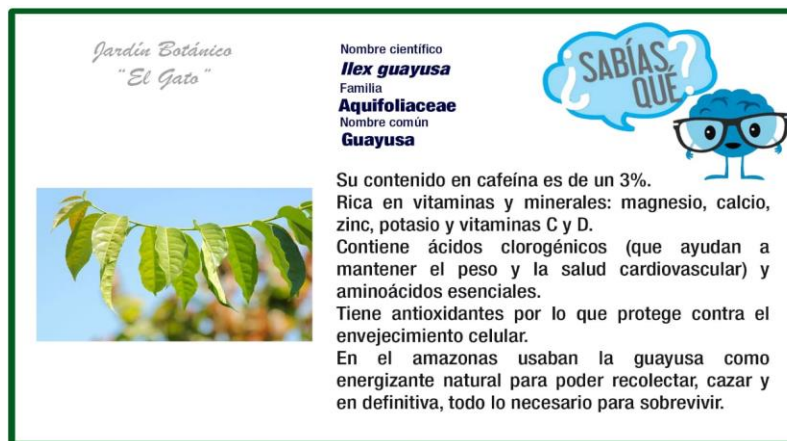 Jardín Botánico
"El Gato"
Nombre científico
Ilex guayusa
Familia
Aquifoliaceae
Nombre común
Guayusa
¿SABÍAS
QUÉ?
Su contenido en cafeína es de un 3%.
Rica en vitaminas y minerales: magnesio, calcio,
zinc, potasio y vitaminas C y D.
Contiene ácidos clorogénicos (que ayudan a
mantener el peso y la salud cardiovascular) y
aminoácidos esenciales.
Tiene antioxidantes por lo que protege contra el
envejecimiento celular.
En el amazonas usaban la guayusa como
energizante natural para poder recolectar, cazar y
en definitiva, todo lo necesario para sobrevivir.